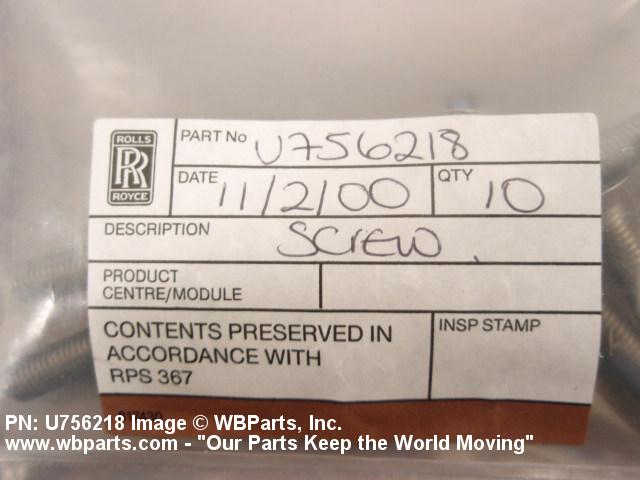 ROLLS
RR
ROYCE
PART No U756218
DATE 11/2/00 QTY 10
DESCRIPTION SCREW.
PRODUCT
CENTRE/MODULE
CONTENTS PRESERVED IN
ACCORDANCE WITH
RPS 367
INSP STAMP
PN: U756218 Image © WBParts, Inc.
www.wbparts.com - "Our Parts Keep the World Moving"